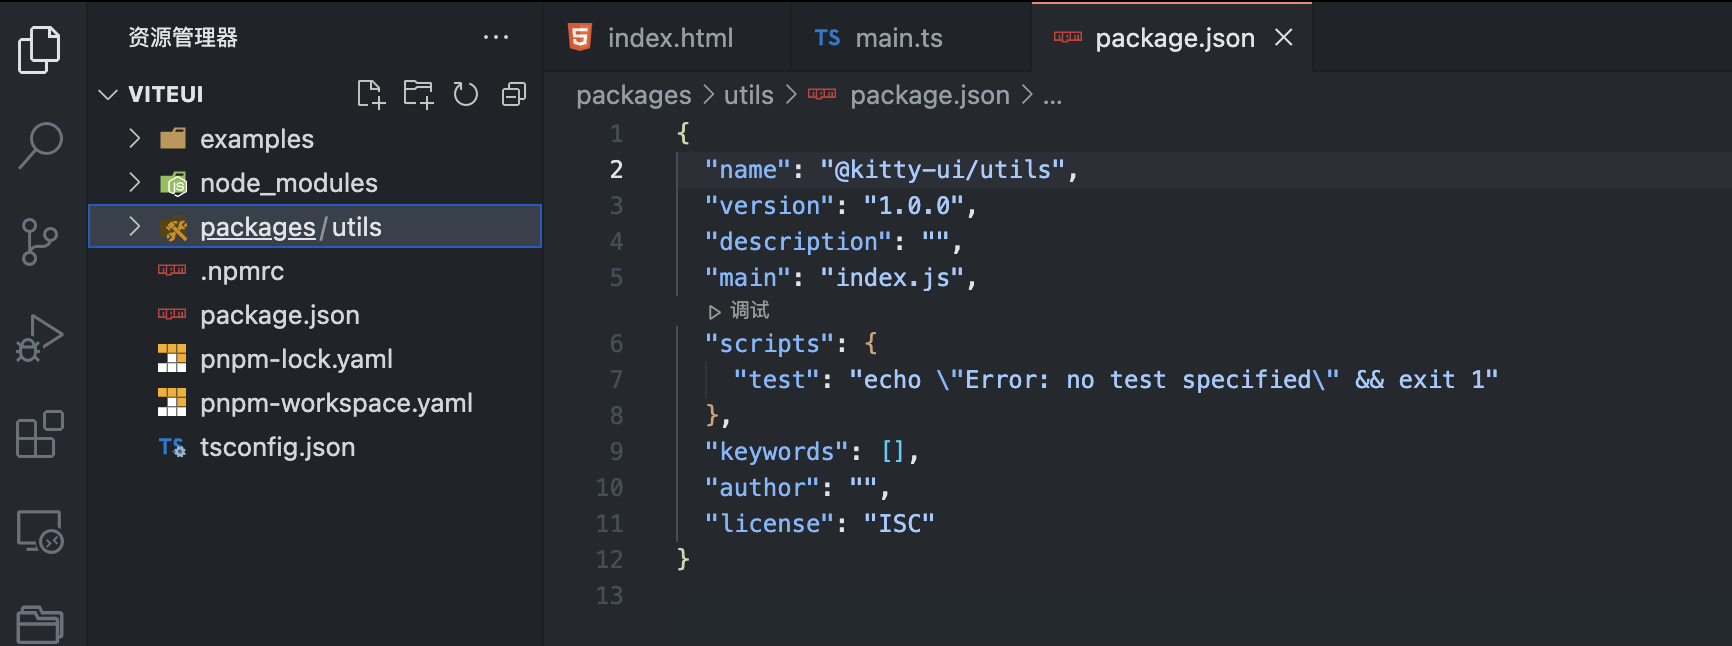 资源管理器 ···
VITEUI
examples
node_modules
packages/utils
.npmrc
package.json
pnpm-lock.yaml
pnpm-workspace.yaml
TS tsconfig.json
5 index.html TS main.ts package.json
packages > utils > package.json > ...
1 {
2 "name": "@kitty-ui/utils",
3 "version": "1.0.0",
4 "description": "",
5 "main": "index.js",
调试
6 "scripts": {
7 "test": "echo \"Error: no test specified\" && exit 1"
8 },
9 "keywords": [],
10 "author": "",
11 "license": "ISC"
12 }
13